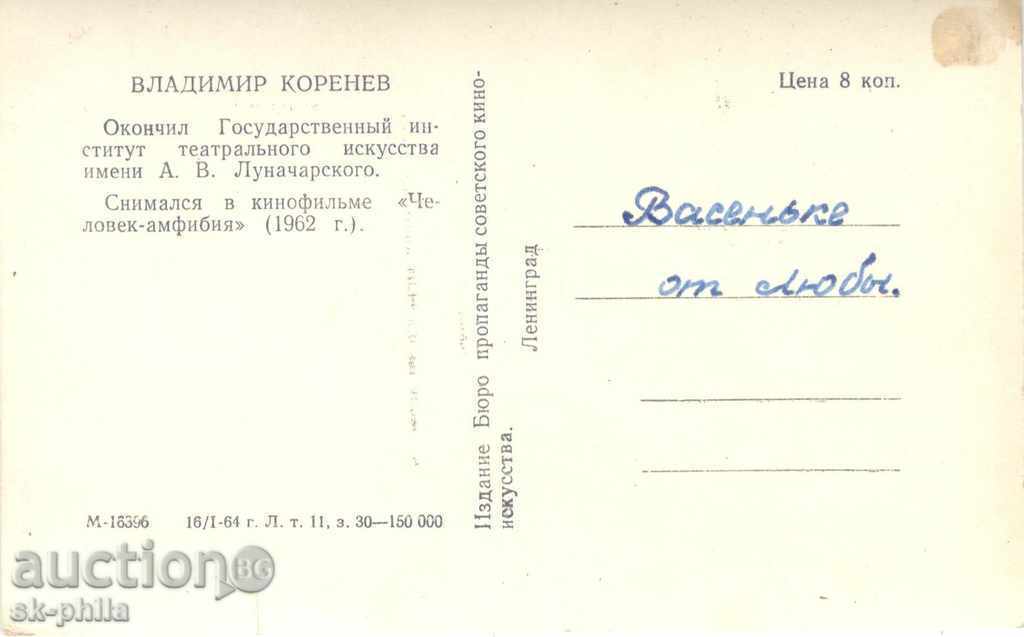 ВЛАДИМИР КОРЕНЕВ
Окончил Государственный ин-
ститут театрального искусства
имени А. В. Луначарского.
Снимался в кинофильме «Че-
ловек-амфибия» (1962 г.).
М-16396 16/I-64 г. Л. т. 11, з. 30—150 000
Издание Бюро пропаганды советского кино-
искусства.
Ленинград
Цена 8 коп.
Васеньке
от Любы.
auctionBG
sk-phila